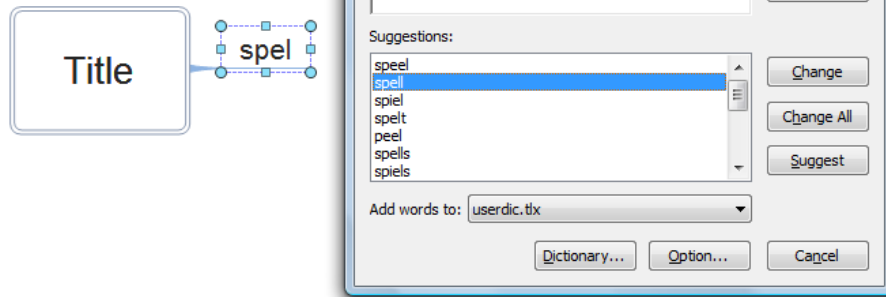 Title
spel
Suggestions:
speel
spell
spiel
spelt
peel
spells
spiels
Change
Change All
Suggest
Add words to: userdic.tlx
Dictionary... Option... Cancel